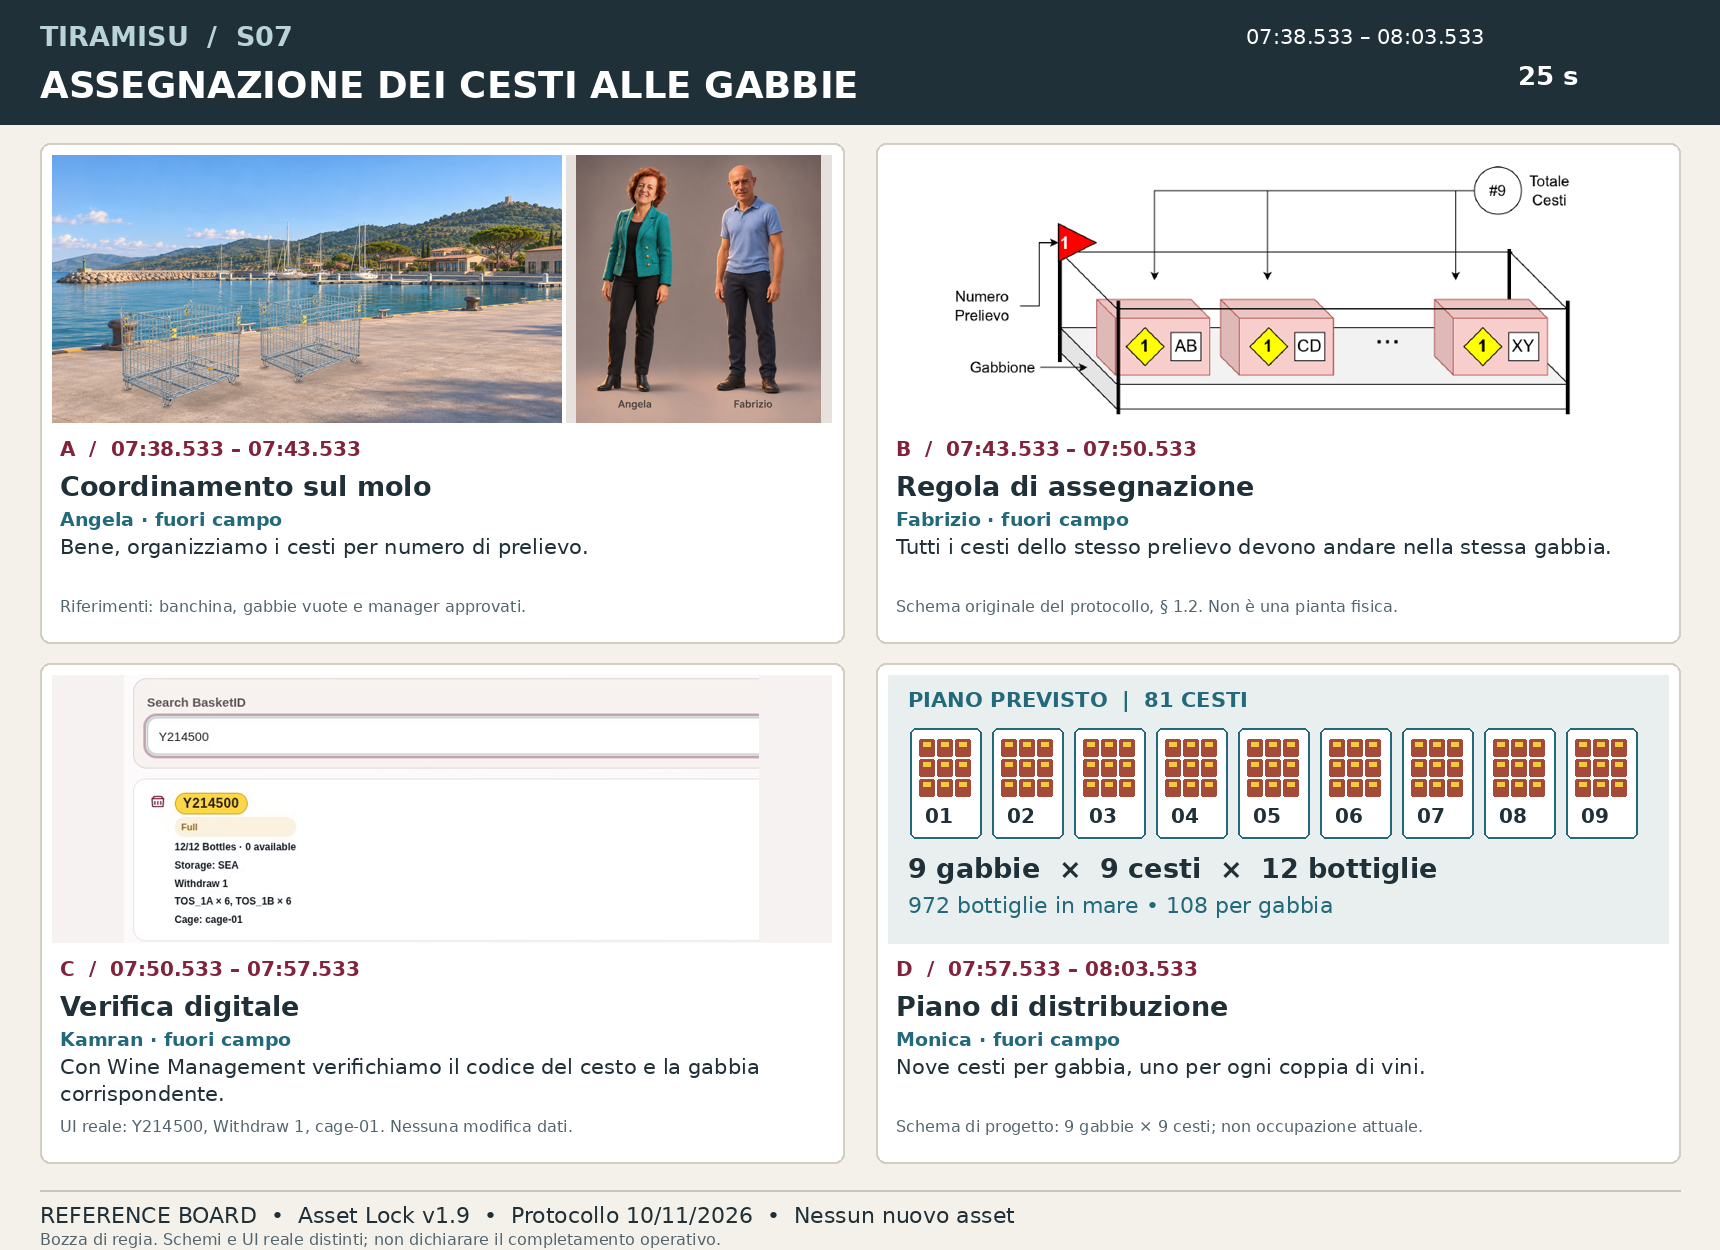 TIRAMISU / S07
07:38.533 – 08:03.533
ASSEGNAZIONE DEI CESTI ALLE GABBIE
25 s
Angela
Fabrizio
A / 07:38.533 – 07:43.533
Coordinamento sul molo
Angela · fuori campo
Bene, organizziamo i cesti per numero di prelievo.
Riferimenti: banchina, gabbie vuote e manager approvati.
#9
Totale
Cesti
1
Numero
Prelievo
Gabbione
1 AB
1 CD
...
1 XY
B / 07:43.533 – 07:50.533
Regola di assegnazione
Fabrizio · fuori campo
Tutti i cesti dello stesso prelievo devono andare nella stessa gabbia.
Schema originale del protocollo, § 1.2. Non è una pianta fisica.
Search BasketID
Y214500
Y214500
Full
12/12 Bottles · 0 available
Storage: SEA
Withdraw 1
TOS_1A × 6, TOS_1B × 6
Cage: cage-01
C / 07:50.533 – 07:57.533
Verifica digitale
Kamran · fuori campo
Con Wine Management verifichiamo il codice del cesto e la gabbia
corrispondente.
UI reale: Y214500, Withdraw 1, cage-01. Nessuna modifica dati.
PIANO PREVISTO | 81 CESTI
01 02 03 04 05 06 07 08 09
9 gabbie × 9 cesti × 12 bottiglie
972 bottiglie in mare • 108 per gabbia
D / 07:57.533 – 08:03.533
Piano di distribuzione
Monica · fuori campo
Nove cesti per gabbia, uno per ogni coppia di vini.
Schema di progetto: 9 gabbie × 9 cesti; non occupazione attuale.
REFERENCE BOARD • Asset Lock v1.9 • Protocollo 10/11/2026 • Nessun nuovo asset
Bozza di regia. Schemi e UI reale distinti; non dichiarare il completamento operativo.